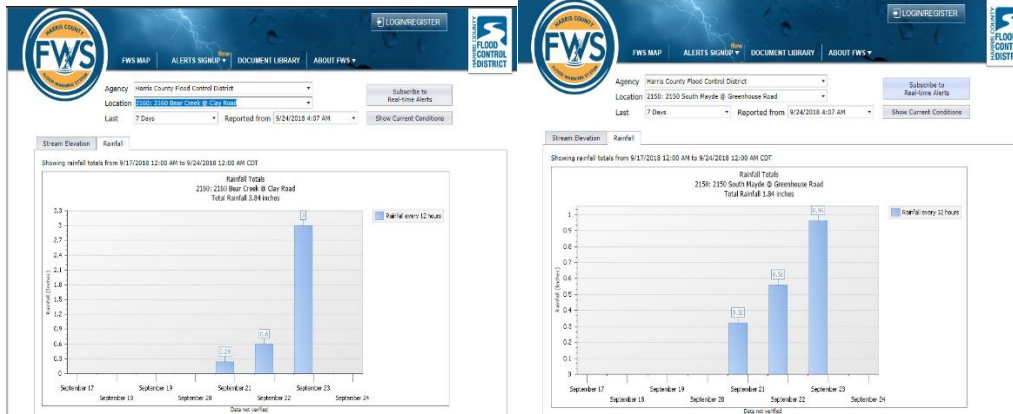 HARRIS COUNTY
FWS
FLOOD WARNING SYSTEM
LOGIN/REGISTER
New
FWS MAP ALERTS SIGNUP DOCUMENT LIBRARY ABOUT FWS
HARRIS COUNTY
FLOOD
CONTROL
DISTRICT
Agency Harris County Flood Control District
Location 2160: 2160 Bear Creek @ Clay Road
Last 7 Days Reported from 9/24/2018 4:07 AM
Subscribe to
Real-time Alerts
Show Current Conditions
Stream Elevation Rainfall
Showing rainfall totals from 9/17/2018 12:00 AM to 9/24/2018 12:00 AM CDT
Rainfall Totals
2160: 2160 Bear Creek @ Clay Road
Total Rainfall 3.84 inches
Rainfall every 12 hours
Rainfall (Inches)
3.3
3
2.7
2.4
2.1
1.8
1.5
1.2
0.9
0.6
0.3
0
0.24
0.6
3
September 17 September 19 September 21 September 23
September 18 September 20 September 22 September 24
Data not verified
HARRIS COUNTY
FWS
FLOOD WARNING SYSTEM
LOGIN/REGISTER
New
FWS MAP ALERTS SIGNUP DOCUMENT LIBRARY ABOUT FWS
HARRIS COUNTY
FLOOD
CONT
DISTR
Agency Harris County Flood Control District
Location 2150: 2150 South Mayde @ Greenhouse Road
Last 7 Days Reported from 9/24/2018 4:07 AM
Subscribe to
Real-time Alerts
Show Current Conditions
Stream Elevation Rainfall
Showing rainfall totals from 9/17/2018 12:00 AM to 9/24/2018 12:00 AM CDT
Rainfall Totals
2150: 2150 South Mayde @ Greenhouse Road
Total Rainfall 1.84 inches
Rainfall every 12 hours
Rainfall (Inches)
1
0.9
0.8
0.7
0.6
0.5
0.4
0.3
0.2
0.1
0
0.32
0.56
0.96
September 17 September 19 September 21 September 23
September 18 September 20 September 22 September 24
Data not verified